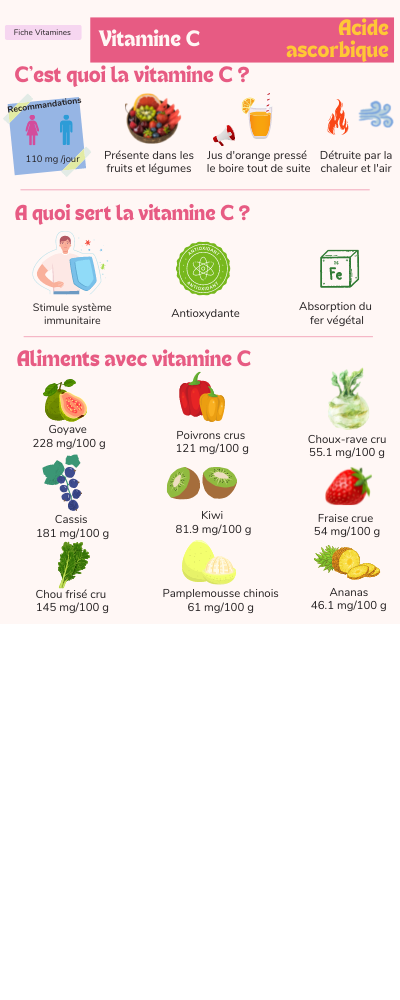 Fiche Vitamines
Vitamine C
Acide
ascorbique
C'est quoi la vitamine C ?
Recommandations
110 mg /jour
Présente dans les
fruits et légumes
Jus d'orange pressé
le boire tout de suite
Détruite par la
chaleur et l'air
A quoi sert la vitamine C ?
Stimule système
immunitaire
ANTIOXIDANT
ANTIOXIDANT
Antioxydante
Fe
Absorption du
fer végétal
Aliments avec vitamine C
Goyave
228 mg/100 g
Poivrons crus
121 mg/100 g
Choux-rave cru
55.1 mg/100 g
Cassis
181 mg/100 g
Kiwi
81.9 mg/100 g
Fraise crue
54 mg/100 g
Chou frisé cru
145 mg/100 g
Pamplemousse chinois
61 mg/100 g
Ananas
46.1 mg/100 g